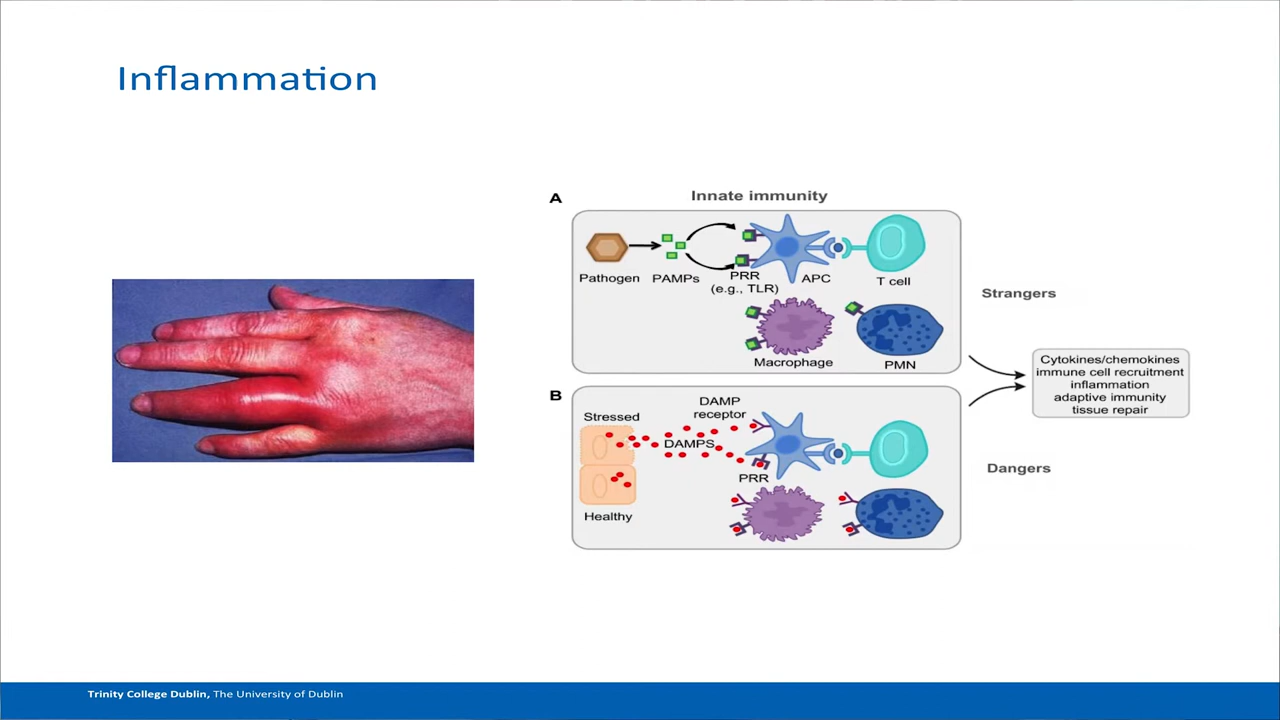 Inflammation
A
Innate immunity
Pathogen
PAMPs
PRR
(e.g., TLR)
APC
T cell
Macrophage
PMN
Strangers
B
Stressed
DAMP
receptor
DAMPS
PRR
Healthy
Dangers
Cytokines/chemokines
immune cell recruitment
inflammation
adaptive immunity
tissue repair
Trinity College Dublin, The University of Dublin